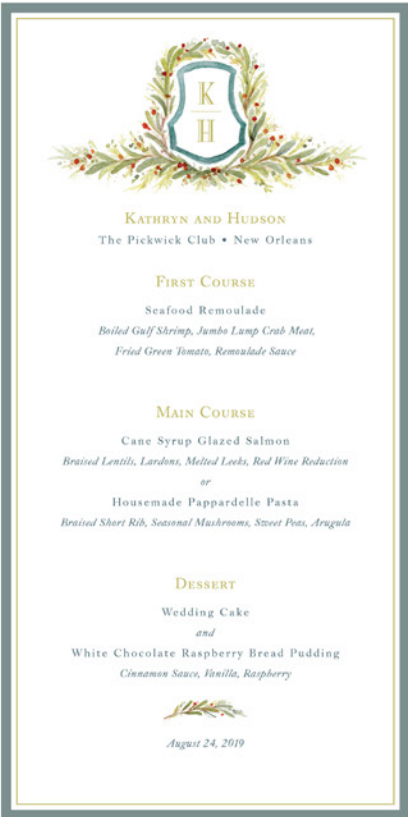 K
H
Kathryn and Hudson
The Pickwick Club • New Orleans
First Course
Seafood Remoulade
Boiled Gulf Shrimp, Jumbo Lump Crab Meat,
Fried Green Tomato, Remoulade Sauce
Main Course
Cane Syrup Glazed Salmon
Braised Lentils, Lardons, Melted Leeks, Red Wine Reduction
or
Housemade Pappardelle Pasta
Braised Short Rib, Seasonal Mushrooms, Sweet Peas, Arugula
Dessert
Wedding Cake
and
White Chocolate Raspberry Bread Pudding
Cinnamon Sauce, Vanilla, Raspberry
August 24, 2019